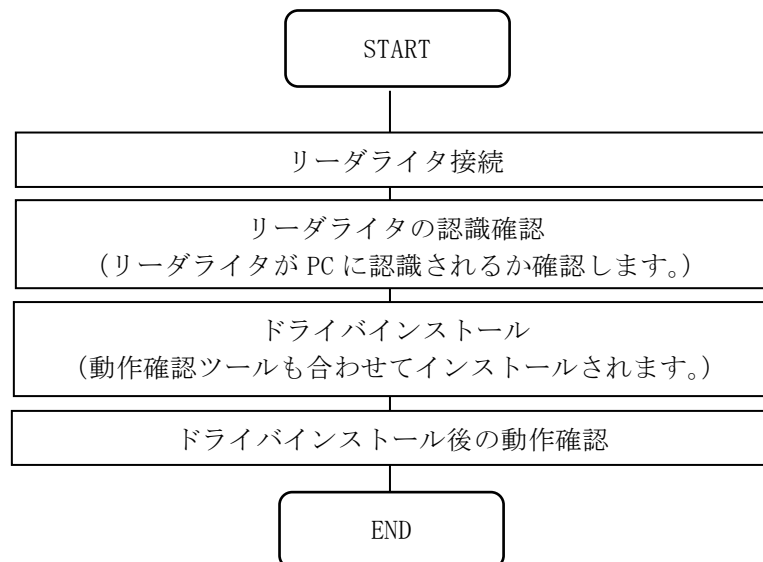 START
リーダライタ接続
リーダライタの認識確認
(リーダライタが PC に認識されるか確認します。)
ドライバインストール
(動作確認ツールも合わせてインストールされます。)
ドライバインストール後の動作確認
END